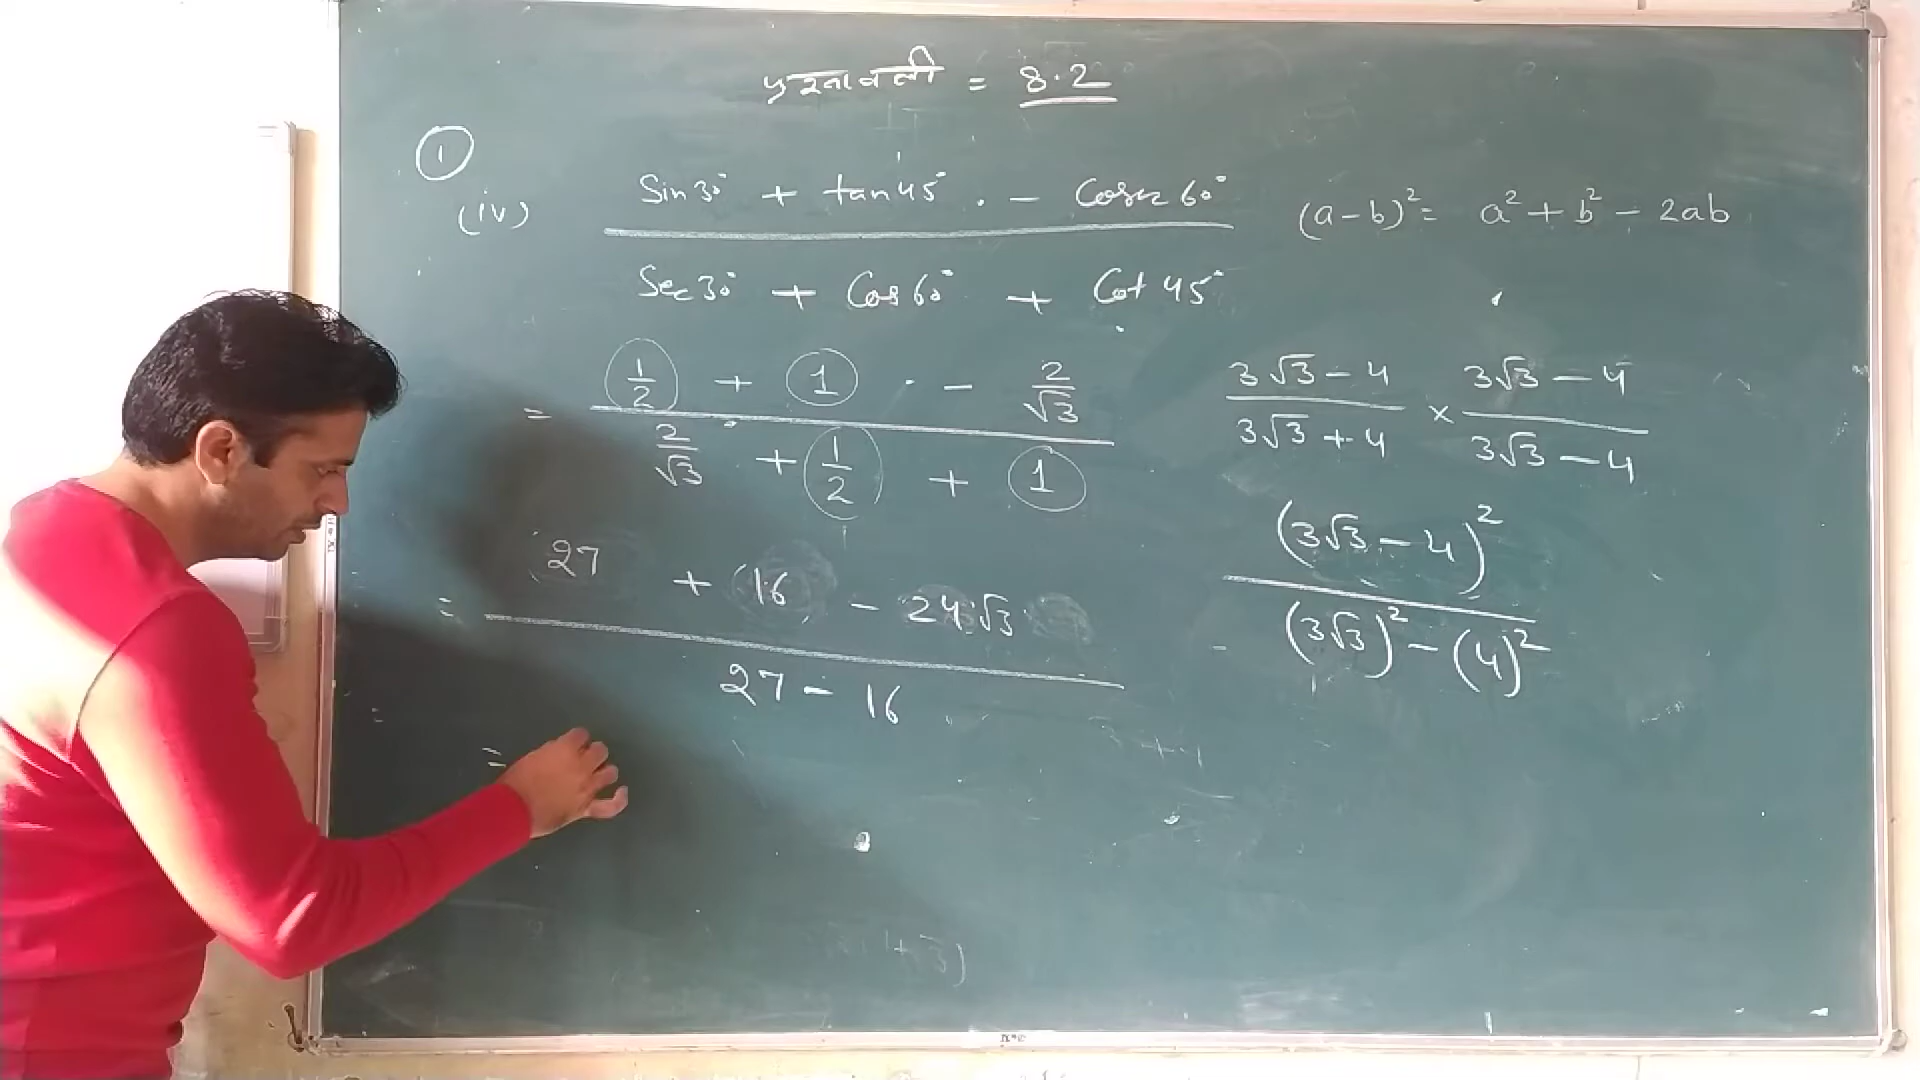 प्रश्नावली = 8.2
①
(iv) Sin30° + tan45° - Cosec60°
Sec30° + Cos60° + Cot45°
(a-b)² = a² + b² - 2ab
= 1/2 + 1 - 2/√3
2/√3 + 1/2 + 1
3√3 - 4 × 3√3 - 4
3√3 + 4 3√3 - 4
(3√3 - 4)²
(3√3)² - (4)²
= 27 + 16 - 24√3
27 - 16
=